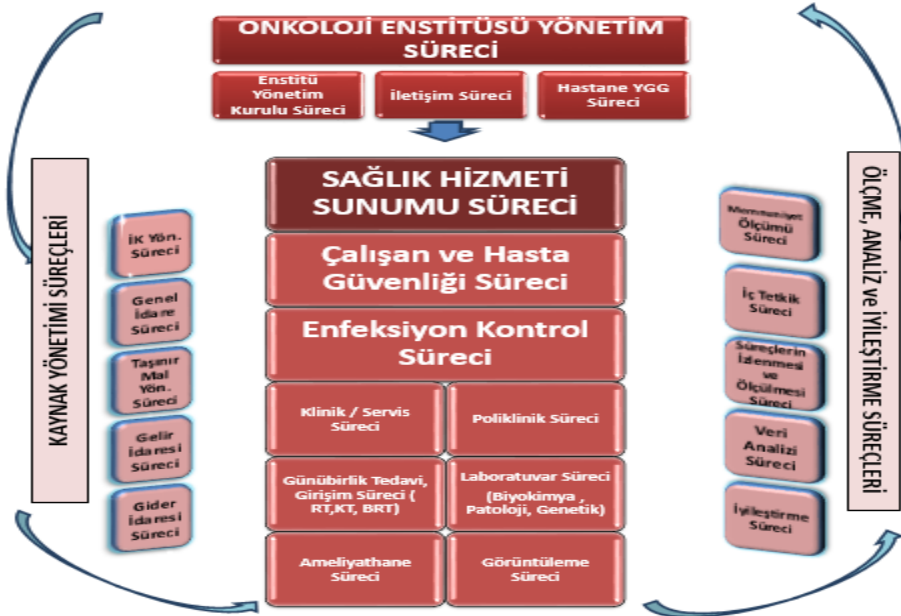 ONKOLOJİ ENSTİTÜSÜ YÖNETİM
SÜRECİ
Enstitü
Yönetim
Kurulu Süreci
İletişim Süreci
Hastane YGG
Süreci
KAYNAK YÖNETİMİ SÜREÇLERİ
İK Yön.
Süreci
Genel
İdare
Süreci
Taşınır
Mal
Yön.
Süreci
Gelir
İdaresi
Süreci
Gider
İdaresi
Süreci
SAĞLIK HİZMETİ
SUNUMU SÜRECİ
Çalışan ve Hasta
Güvenliği Süreci
Enfeksiyon Kontrol
Süreci
Klinik / Servis
Süreci
Poliklinik Süreci
Günübirlik Tedavi,
Girişim Süreci (
RT,KT, BRT)
Laboratuvar Süreci
(Biyokimya ,
Patoloji, Genetik)
Ameliyathane
Süreci
Görüntüleme
Süreci
Memnuniyet
Ölçümü
Süreci
İç Tetkik
Süreci
Süreçlerin
İzlenmesi
ve
Ölçülmesi
Süreci
Veri
Analizi
Süreci
İyileştirme
Süreci
ÖLÇME, ANALİZ ve İYİLEŞTİRME SÜREÇLERİ